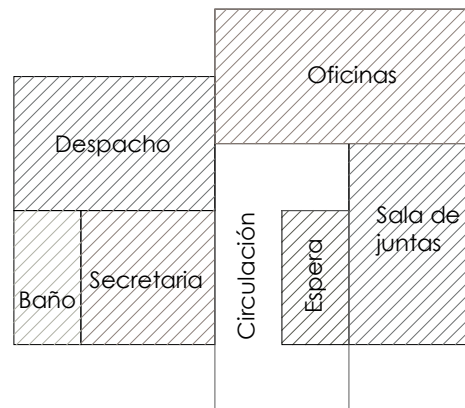 Oficinas
Despacho
Sala de
juntas
Circulación
Espera
Secretaria
Baño